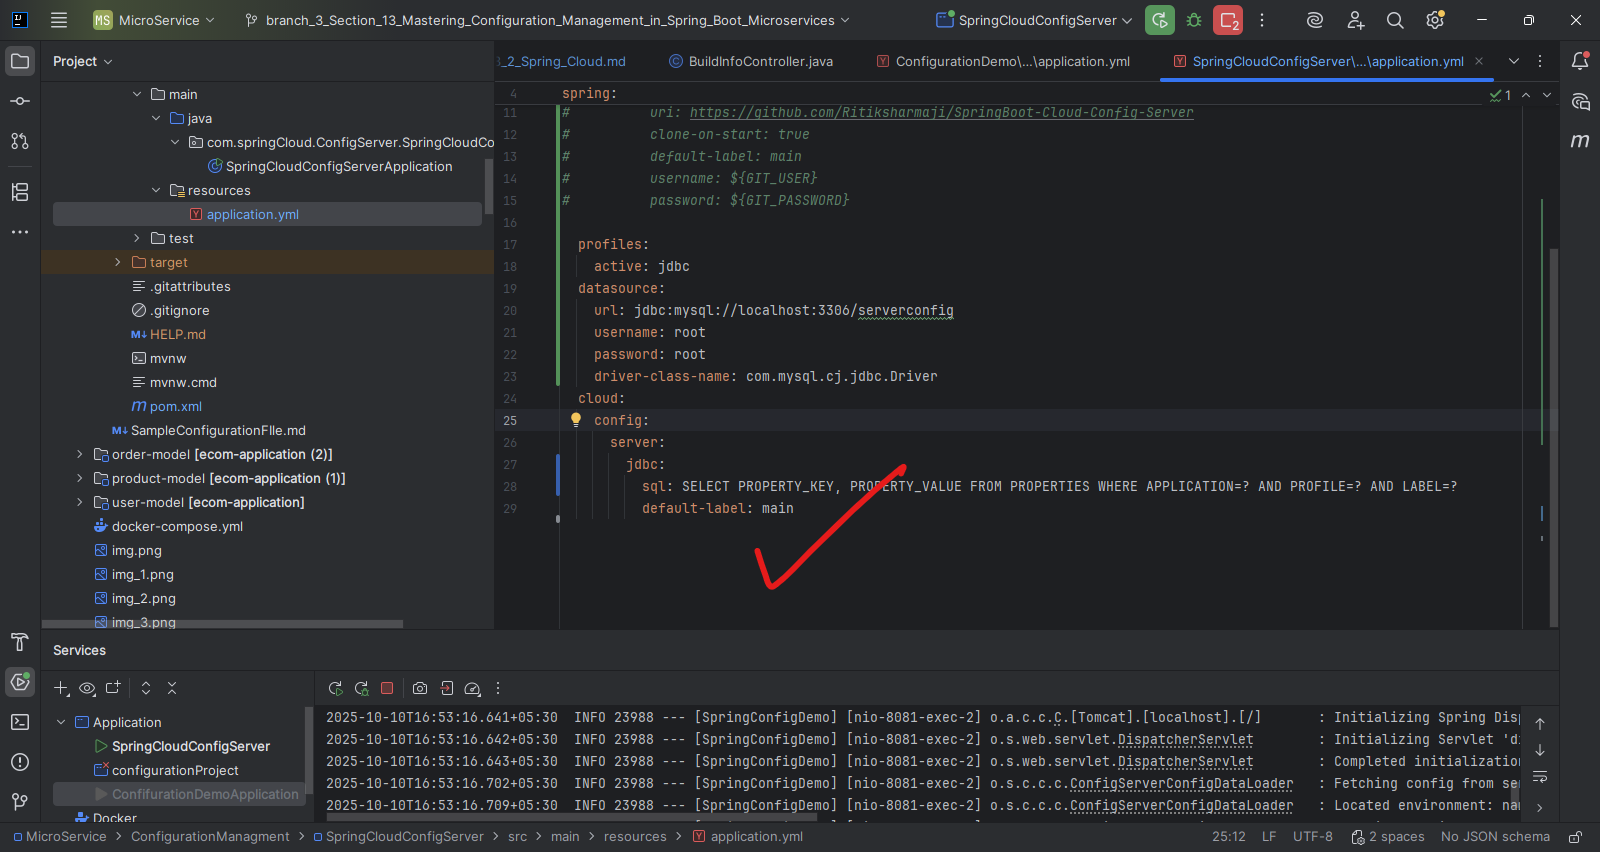 MS MicroService
branch_3_Section_13_Mastering_Configuration_Management_in_Spring_Boot_Microservices
SpringCloudConfigServer
2
Project
3_2_Spring_Cloud.md
BuildInfoController.java
ConfigurationDemo\...\application.yml
SpringCloudConfigServer\...\application.yml
main
java
com.springCloud.ConfigServer.SpringCloudCo
SpringCloudConfigServerApplication
resources
application.yml
test
target
.gitattributes
.gitignore
HELP.md
mvnw
mvnw.cmd
pom.xml
SampleConfigurationFIle.md
order-model [ecom-application (2)]
product-model [ecom-application (1)]
user-model [ecom-application]
docker-compose.yml
img.png
img_1.png
img_2.png
img_3.png
1
4 spring:
11 # uri: https://github.com/Ritiksharmaji/SpringBoot-Cloud-Config-Server
12 # clone-on-start: true
13 # default-label: main
14 # username: ${GIT_USER}
15 # password: ${GIT_PASSWORD}
16
17 profiles:
18 active: jdbc
19 datasource:
20 url: jdbc:mysql://localhost:3306/serverconfig
21 username: root
22 password: root
23 driver-class-name: com.mysql.cj.jdbc.Driver
24 cloud:
25 config:
26 server:
27 jdbc:
28 sql: SELECT PROPERTY_KEY, PROPERTY_VALUE FROM PROPERTIES WHERE APPLICATION=? AND PROFILE=? AND LABEL=?
29 default-label: main
Services
Application
SpringCloudConfigServer
configurationProject
ConfifurationDemoApplication
Docker
2025-10-10T16:53:16.641+05:30 INFO 23988 --- [SpringConfigDemo] [nio-8081-exec-2] o.a.c.c.C.[Tomcat].[localhost].[/] : Initializing Spring Disp
2025-10-10T16:53:16.642+05:30 INFO 23988 --- [SpringConfigDemo] [nio-8081-exec-2] o.s.web.servlet.DispatcherServlet : Initializing Servlet 'di
2025-10-10T16:53:16.643+05:30 INFO 23988 --- [SpringConfigDemo] [nio-8081-exec-2] o.s.web.servlet.DispatcherServlet : Completed initialization
2025-10-10T16:53:16.702+05:30 INFO 23988 --- [SpringConfigDemo] [nio-8081-exec-2] o.s.c.c.c.ConfigServerConfigDataLoader : Fetching config from se
2025-10-10T16:53:16.709+05:30 INFO 23988 --- [SpringConfigDemo] [nio-8081-exec-2] o.s.c.c.c.ConfigServerConfigDataLoader : Located environment: na
MicroService > ConfigurationManagment > SpringCloudConfigServer > src > main > resources > application.yml
25:12 LF UTF-8 2 spaces No JSON schema